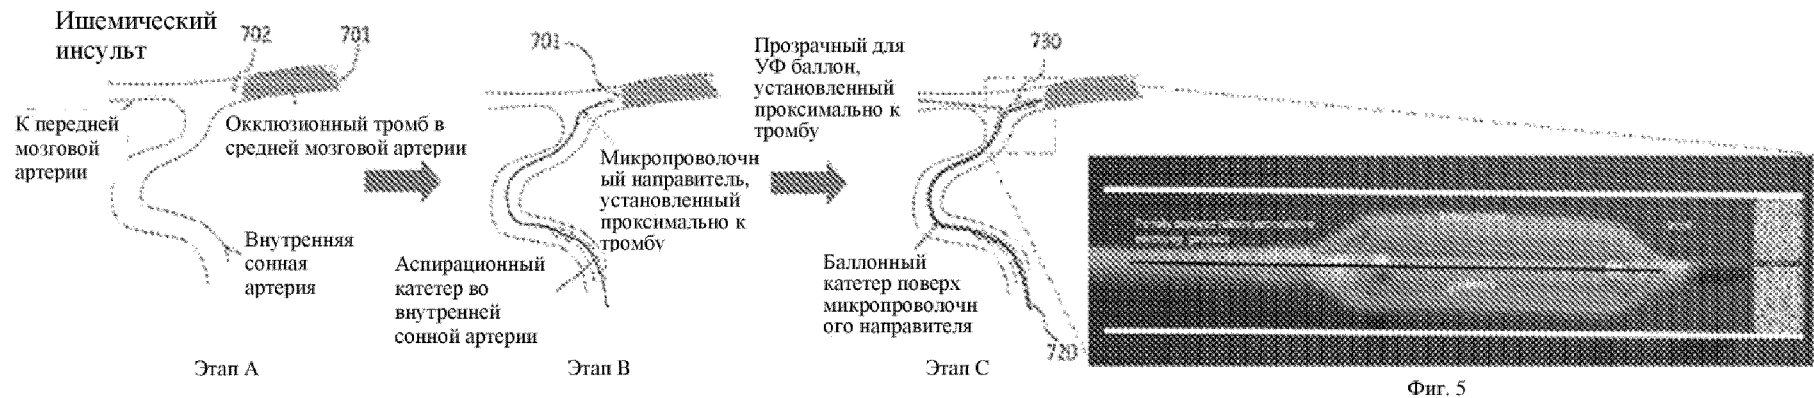 Ишемический
инсульт
702
703
К передней
мозговой
артерии
Окклюзионный тромб в
средней мозговой артерии
Внутренняя
сонная
артерия
Этап А
701
Микропроволочн
ый направитель,
установленный
проксимально к
тромбу
Аспирационный
катетер во
внутренней
сонной артерии
Этап В
Прозрачный для
УФ баллон,
установленный
проксимально к
тромбу
730
Баллонный
катетер поверх
микропроволочн
ого направителя
720
Этап С
Фиг. 5